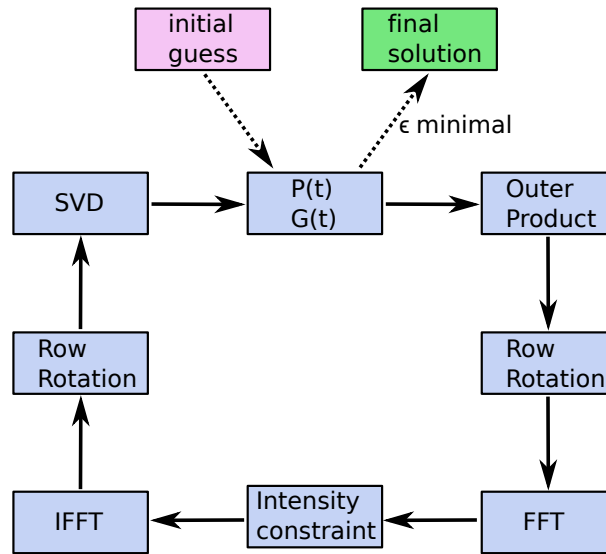 initial
guess
final
solution
ϵ minimal
SVD
P(t)
G(t)
Outer
Product
Row
Rotation
Row
Rotation
IFFT
Intensity
constraint
FFT